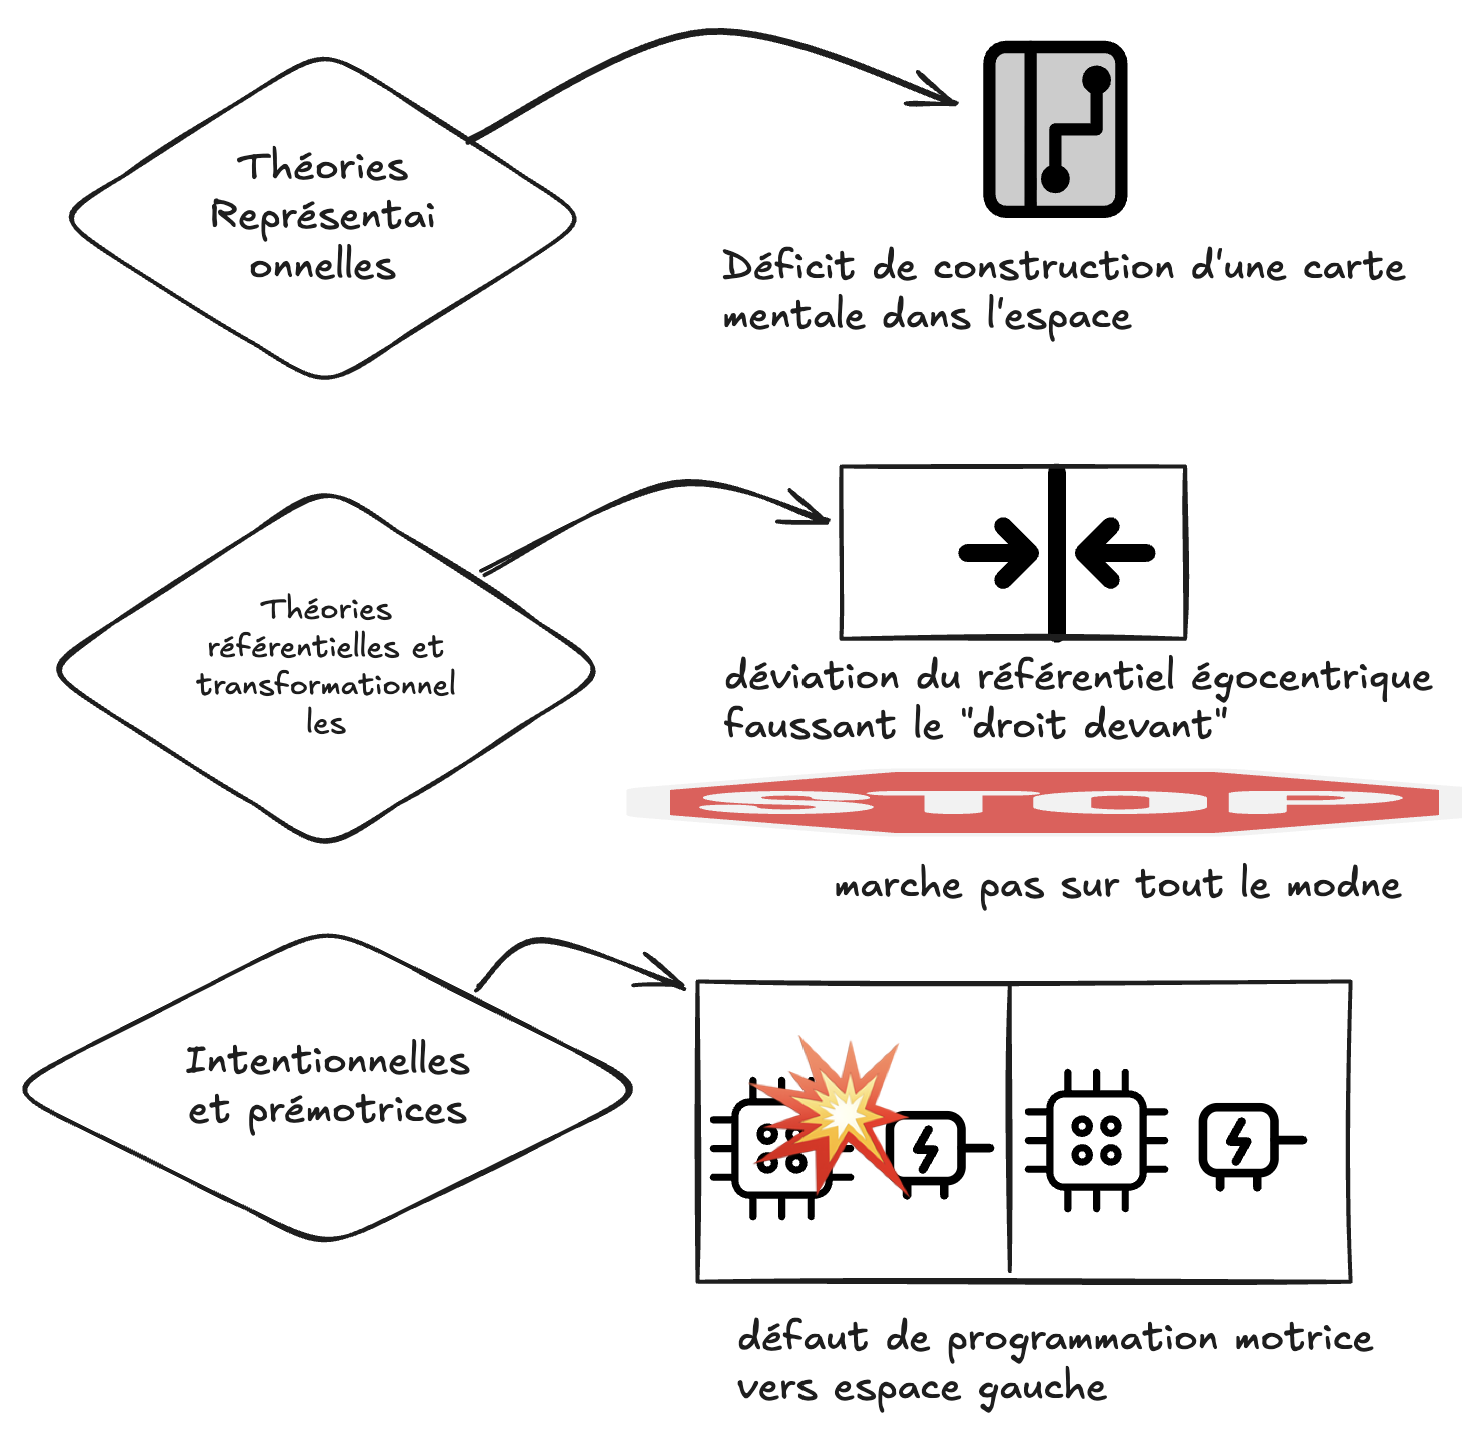 Théories
Représentai
onnelles
Déficit de construction d'une carte
mentale dans l'espace
Théories
référentielles et
transformationnel
les
déviation du référentiel égocentrique
faussant le "droit devant"
STOP
marche pas sur tout le modne
Intentionnelles
et prémotrices
défaut de programmation motrice
vers espace gauche